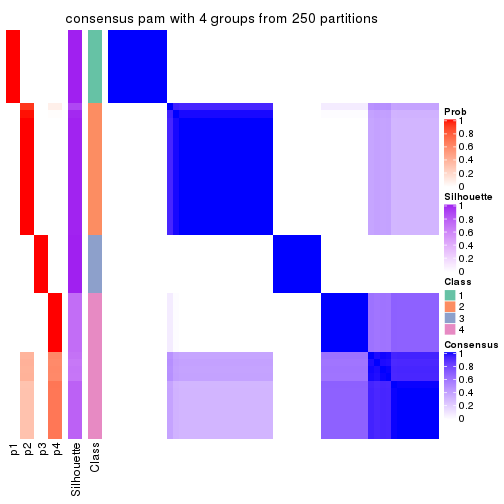 consensus pam with 4 groups from 250 partitions
Prob
1
0.8
0.6
0.4
0.2
0
Silhouette
1
0.8
0.6
0.4
0.2
0
Class
1
2
3
4
Consensus
1
0.8
0.6
0.4
0.2
0
p1
p2
p3
p4
Silhouette
Class